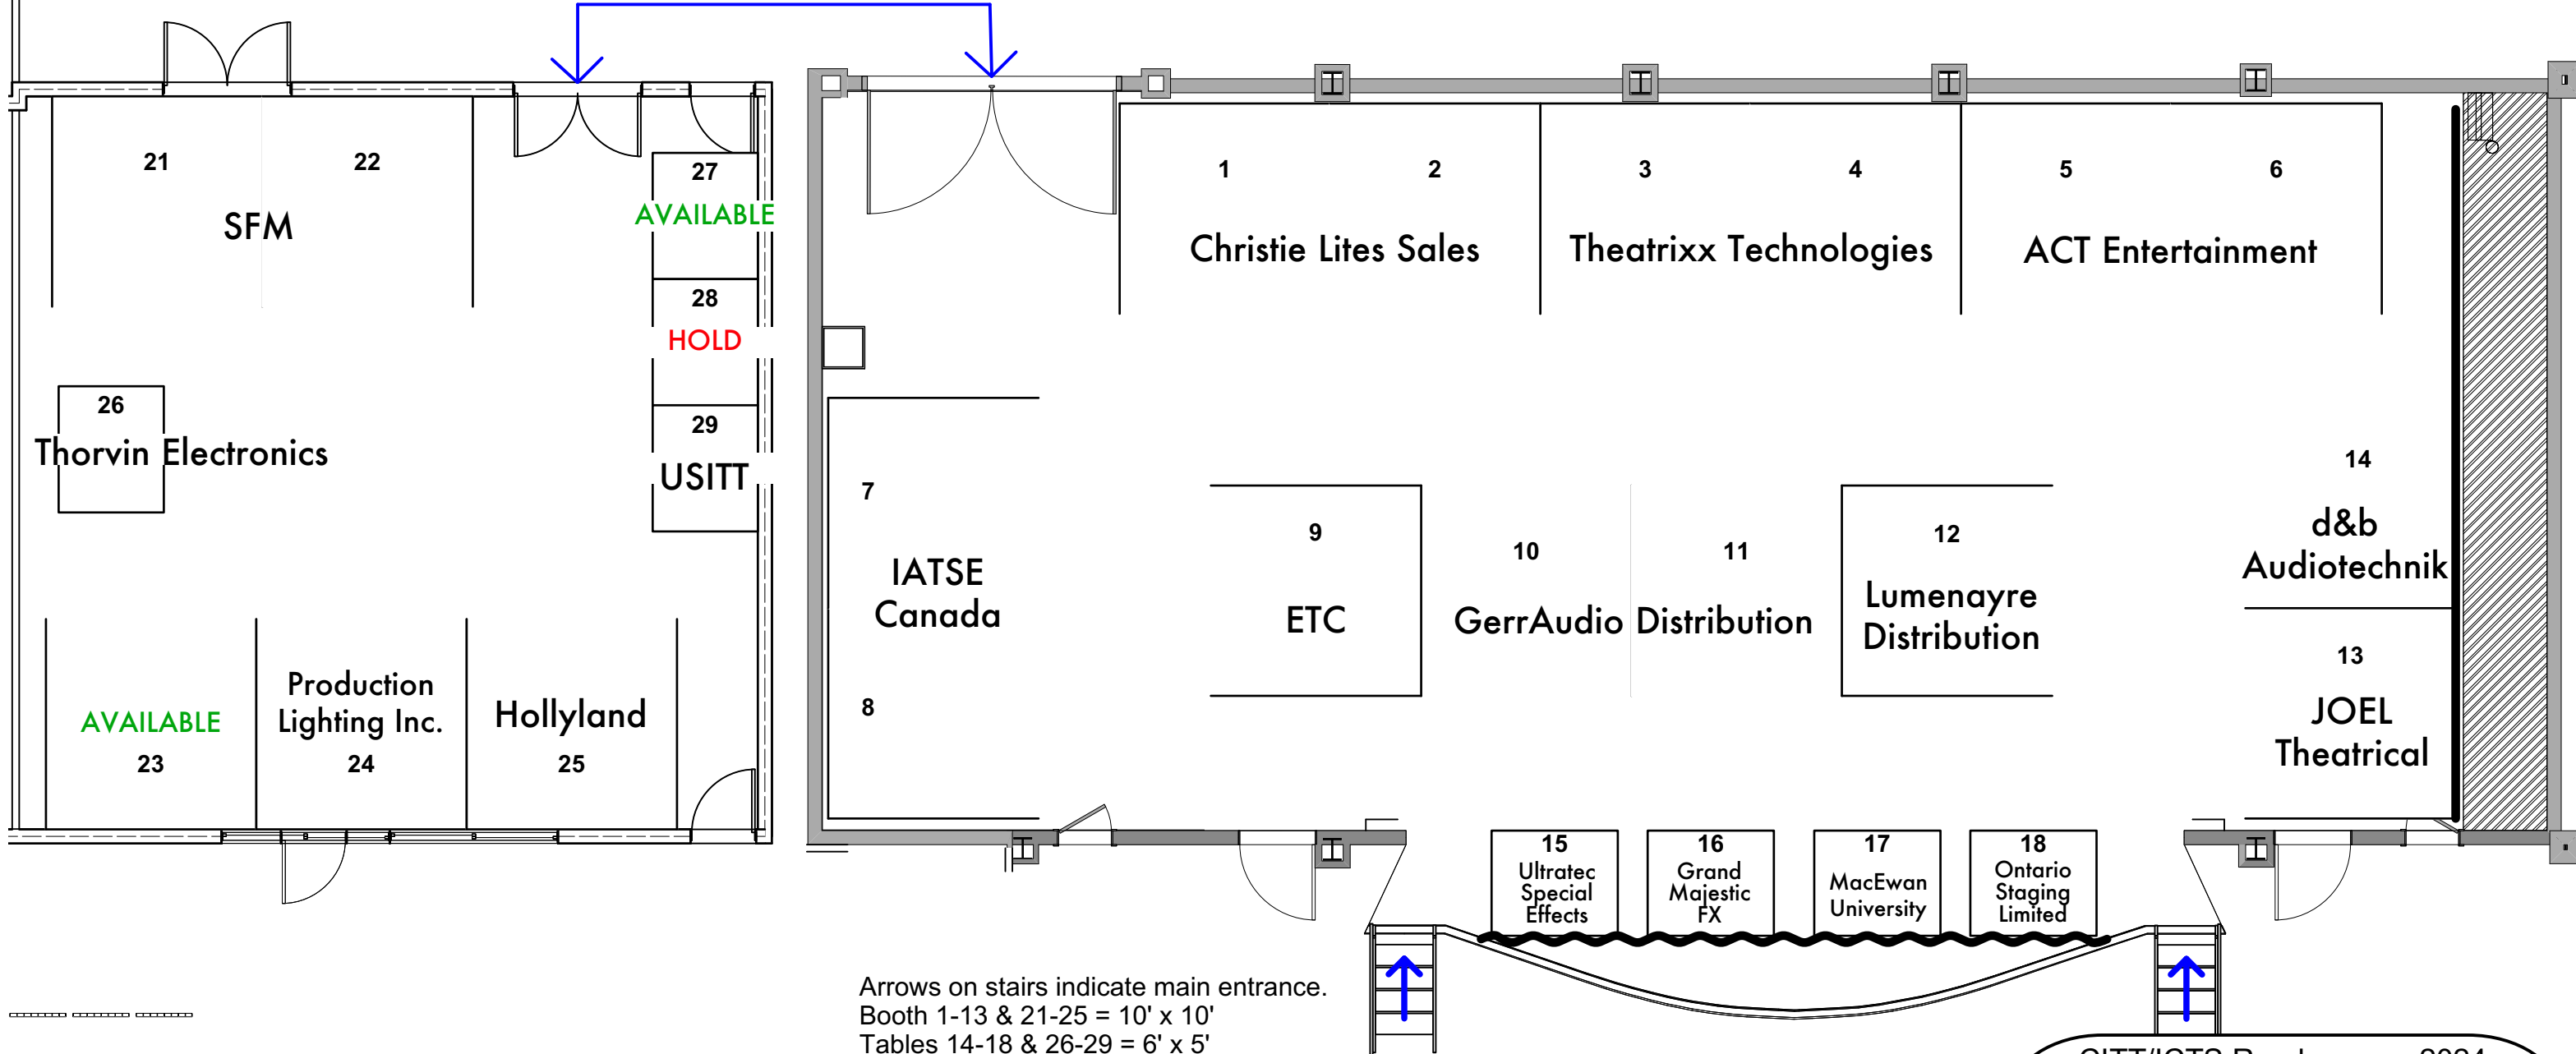 21
22
SFM
27
AVAILABLE
28
HOLD
29
USITT
26
Thorvin Electronics
AVAILABLE
23
Production
Lighting Inc.
24
Hollyland
25
1
2
Christie Lites Sales
3
4
Theatrixx Technologies
5
6
ACT Entertainment
7
IATSE
Canada
8
9
ETC
10
11
GerrAudio Distribution
12
Lumenayre
Distribution
14
d&b
Audiotechnik
13
JOEL
Theatrical
15
Ultratec
Special
Effects
16
Grand
Majestic
FX
17
MacEwan
University
18
Ontario
Staging
Limited
Arrows on stairs indicate main entrance.
Booth 1-13 & 21-25 = 10' x 10'
Tables 14-18 & 26-29 = 6' x 5'
2024